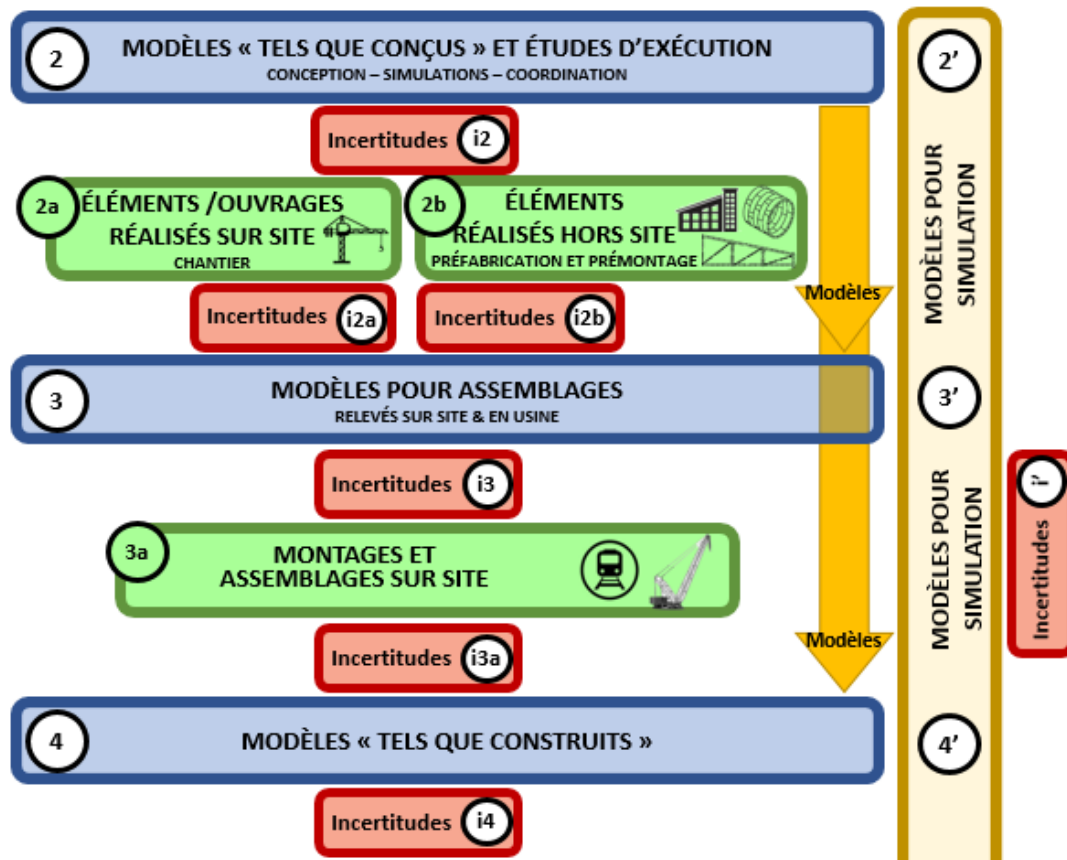 2
MODÈLES « TELS QUE CONÇUS » ET ÉTUDES D'EXÉCUTION
CONCEPTION – SIMULATIONS – COORDINATION
2'
Incertitudes i2
2a
ÉLÉMENTS /OUVRAGES
RÉALISÉS SUR SITE
CHANTIER
2b
ÉLÉMENTS
RÉALISÉS HORS SITE
PRÉFABRICATION ET PRÉMONTAGE
Modèles
MODÈLES POUR
SIMULATION
Incertitudes i2a
Incertitudes i2b
3
MODÈLES POUR ASSEMBLAGES
RELEVÉS SUR SITE & EN USINE
3'
Incertitudes i3
3a
MONTAGES ET
ASSEMBLAGES SUR SITE
MODÈLES POUR
SIMULATION
Incertitudes i'
Incertitudes i3a
Modèles
4
MODÈLES « TELS QUE CONSTRUITS »
4'
Incertitudes i4